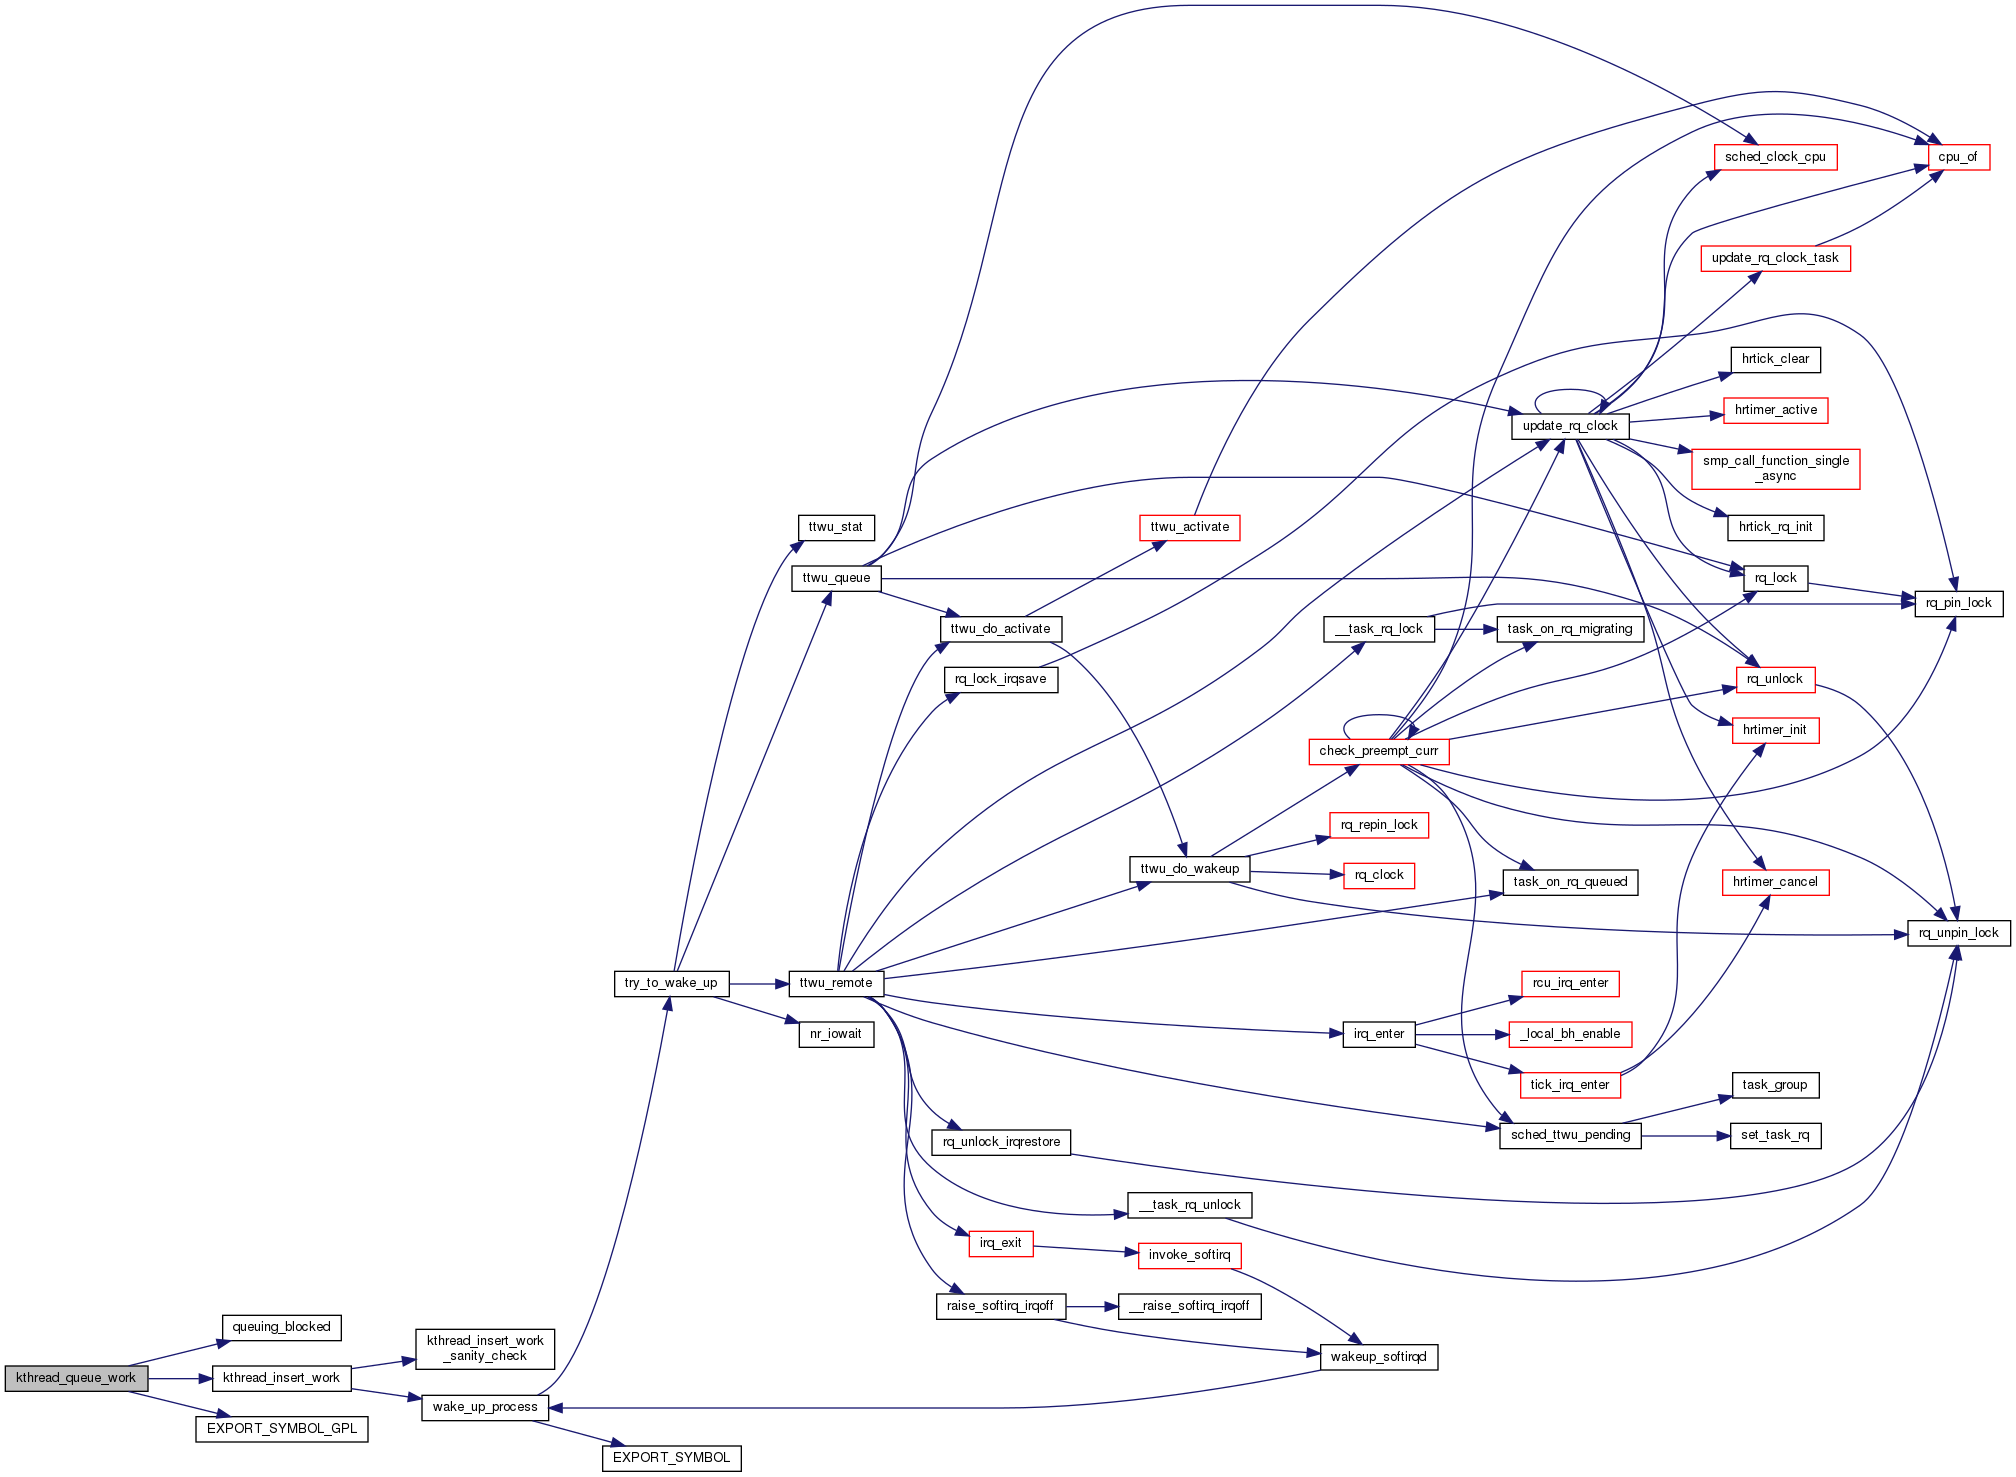 sched_clock_cpu
cpu_of
update_rq_clock_task
hrtick_clear
hrtimer_active
update_rq_clock
smp_call_function_single
_async
ttwu_stat
ttwu_activate
hrtick_rq_init
ttwu_queue
rq_lock
rq_pin_lock
ttwu_do_activate
__task_rq_lock
task_on_rq_migrating
rq_lock_irqsave
rq_unlock
hrtimer_init
check_preempt_curr
rq_repin_lock
ttwu_do_wakeup
rq_clock
task_on_rq_queued
hrtimer_cancel
rq_unpin_lock
try_to_wake_up
ttwu_remote
rcu_irq_enter
nr_iowait
irq_enter
_local_bh_enable
tick_irq_enter
task_group
rq_unlock_irqrestore
sched_ttwu_pending
set_task_rq
__task_rq_unlock
irq_exit
invoke_softirq
raise_softirq_irqoff
__raise_softirq_irqoff
queuing_blocked
kthread_insert_work
_sanity_check
wakeup_softirqd
kthread_queue_work
kthread_insert_work
wake_up_process
EXPORT_SYMBOL_GPL
EXPORT_SYMBOL